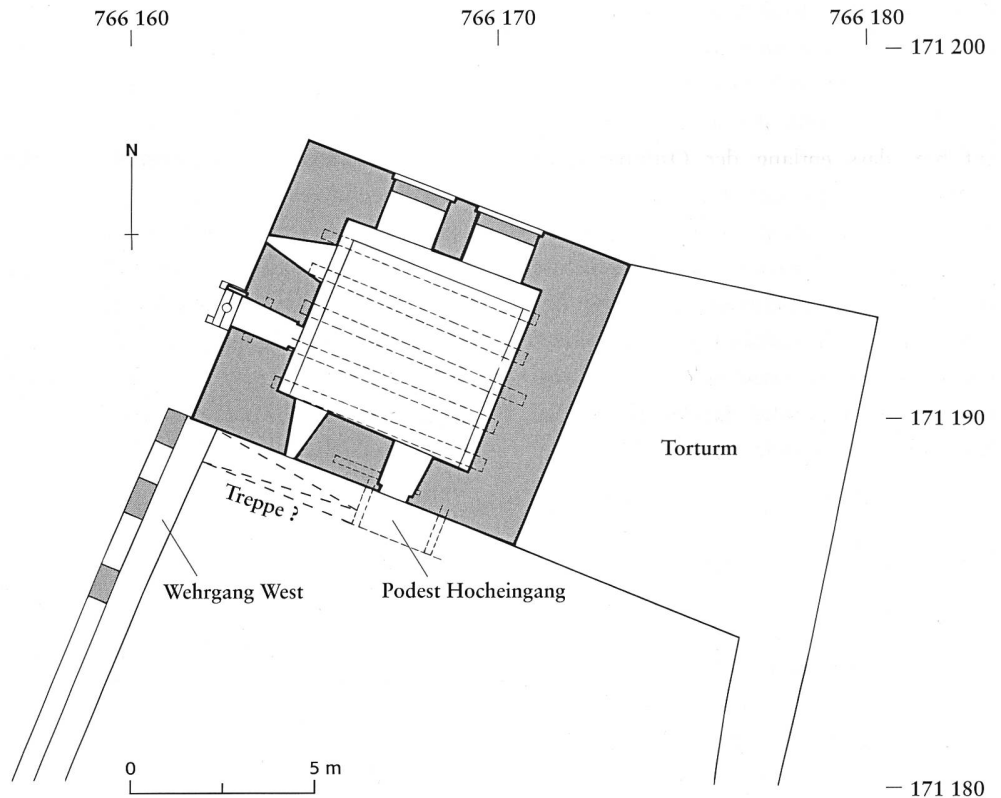 766 160
766 170
766 180
171 200
N
171 190
Torturm
Treppe ?
Wehrgang West
Podest Hocheingang
0
5 m
171 180